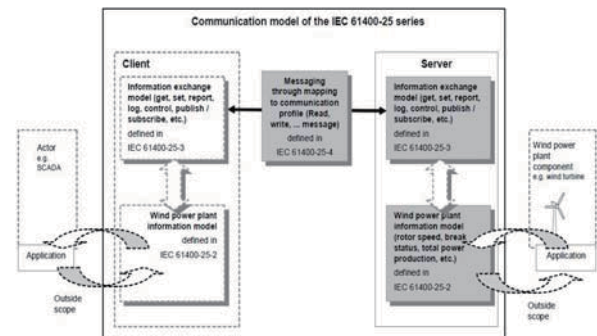 Communication model of the IEC 61400-25 series
Client
Information exchange
model (get, set, report,
log, control, publish /
subscribe, etc.)
defined in
IEC 61400-25-3
Messaging
through mapping
to communication
profile (Read,
write, ... message)
defined in
IEC 61400-25-4
Server
Information exchange
model (get, set, report,
log, control, publish /
subscribe, etc.)
defined in
IEC 61400-25-3
Actor
e.g.
SCADA
Application
Outside
scope
Wind power plant
information model
defined in
IEC 61400-25-2
Wind power plant
information model
(rotor speed, break
status, total power
production, etc.)
defined in
IEC 61400-25-2
Wind power
plant
component
e.g. wind turbine
Application
Outside
scope